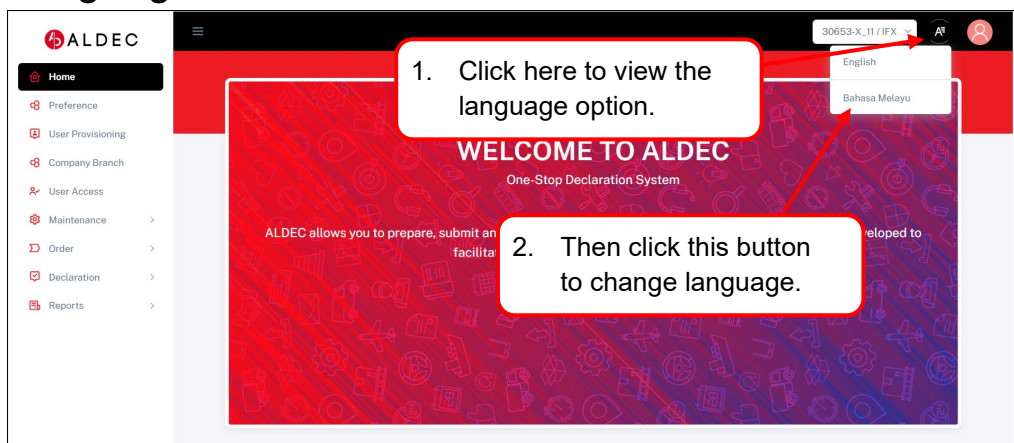 ALDEC
30653-X_11 / IFX
English
Bahasa Melayu
Home
Preference
User Provisioning
Company Branch
User Access
Maintenance
Order
Declaration
Reports
1. Click here to view the
language option.
WELCOME TO ALDEC
One-Stop Declaration System
ALDEC allows you to prepare, submit an
eloped to
facilita
2. Then click this button
to change language.